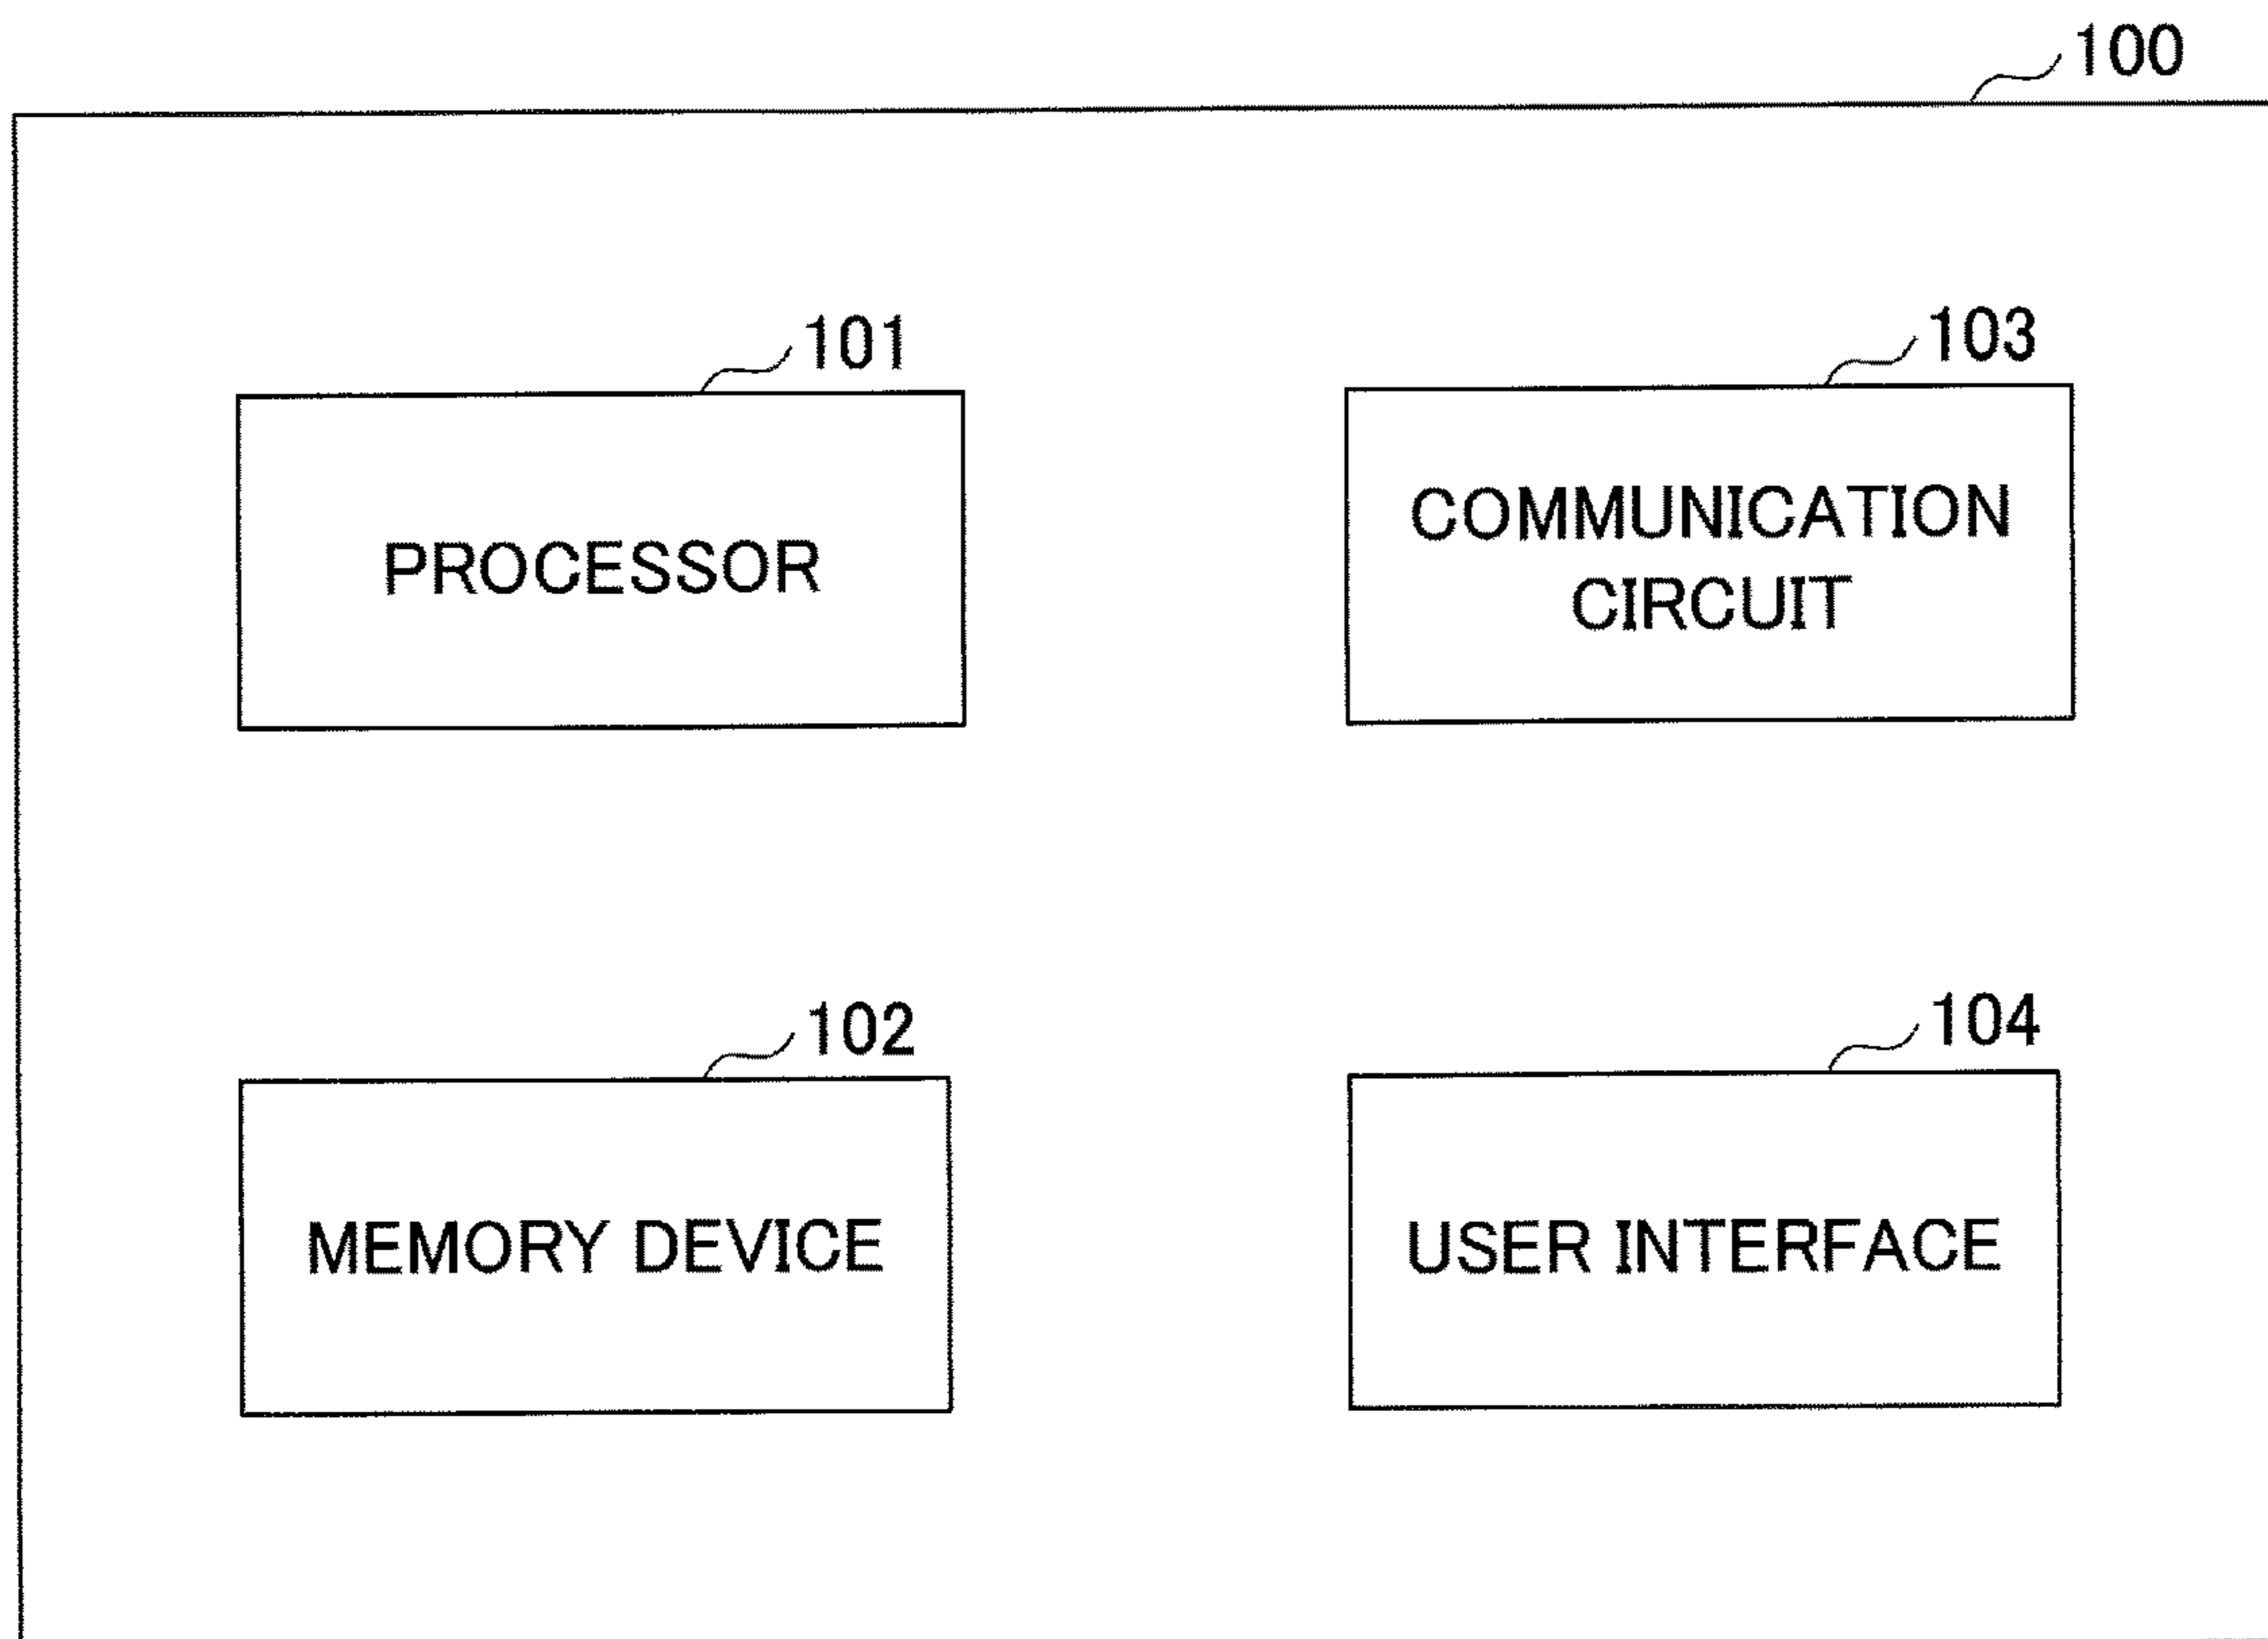 100
101
PROCESSOR
103
COMMUNICATION
CIRCUIT
102
MEMORY DEVICE
104
USER INTERFACE